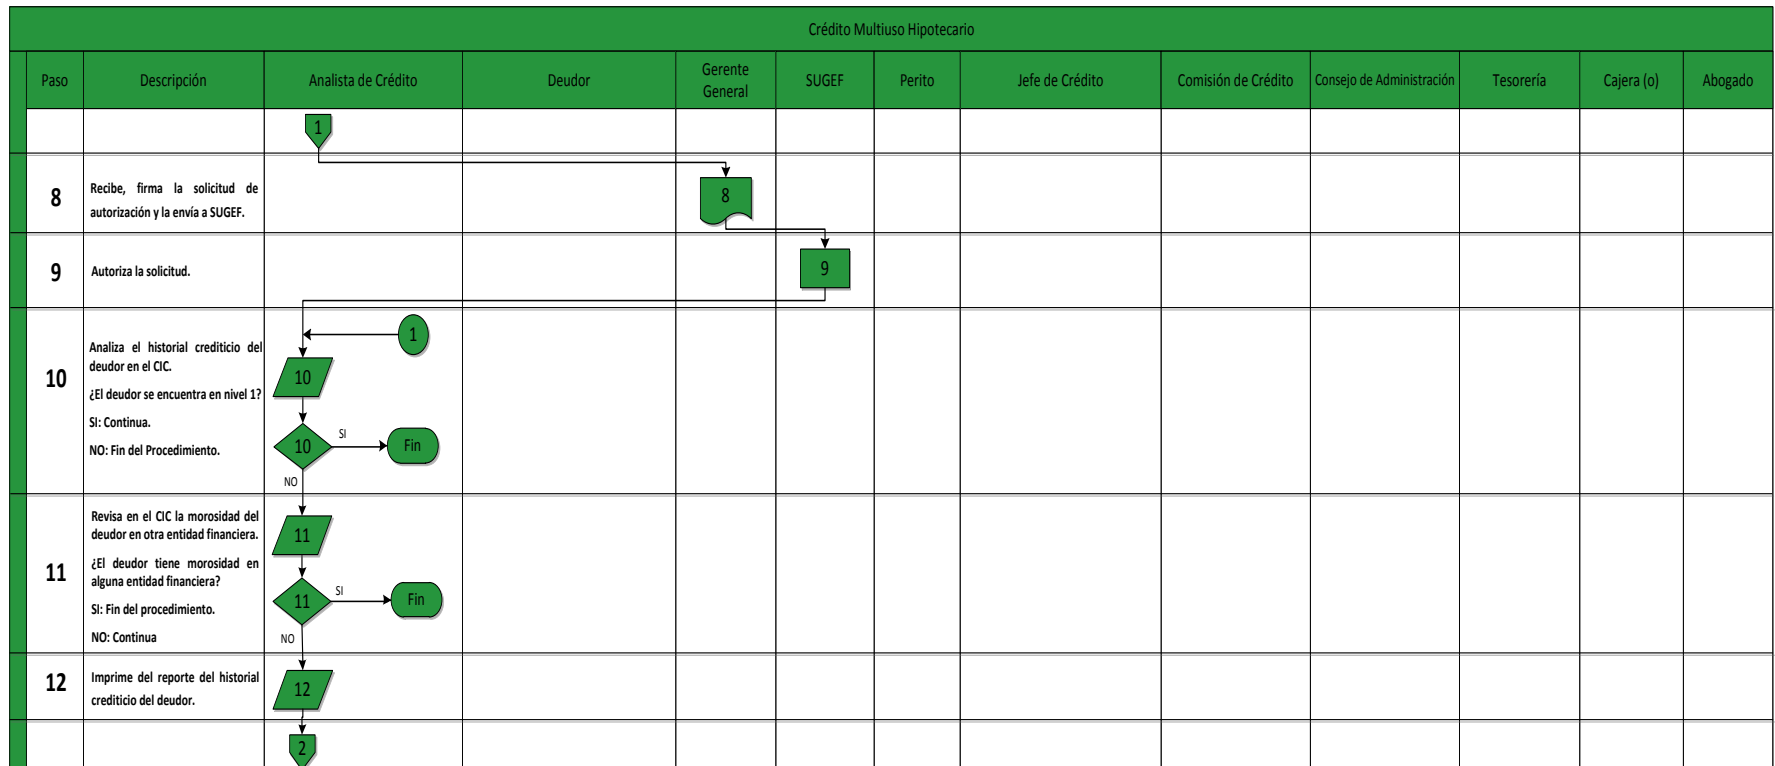 Crédito Multiuso Hipotecario
Paso
Descripción
Analista de Crédito
Deudor
Gerente
General
SUGEF
Perito
Jefe de Crédito
Comisión de Crédito
Consejo de Administración
Tesorería
Cajera (o)
Abogado
1
8
Recibe, firma la solicitud de
autorización y la envía a SUGEF.
8
9
Autoriza la solicitud.
9
10
Analiza el historial crediticio del
deudor en el CIC.
¿El deudor se encuentra en nivel 1?
SI: Continua.
NO: Fin del Procedimiento.
1
10
10
SI
Fin
NO
11
Revisa en el CIC la morosidad del
deudor en otra entidad financiera.
¿El deudor tiene morosidad en
alguna entidad financiera?
SI: Fin del procedimiento.
NO: Continua
11
11
SI
Fin
NO
12
Imprime del reporte del historial
crediticio del deudor.
12
2